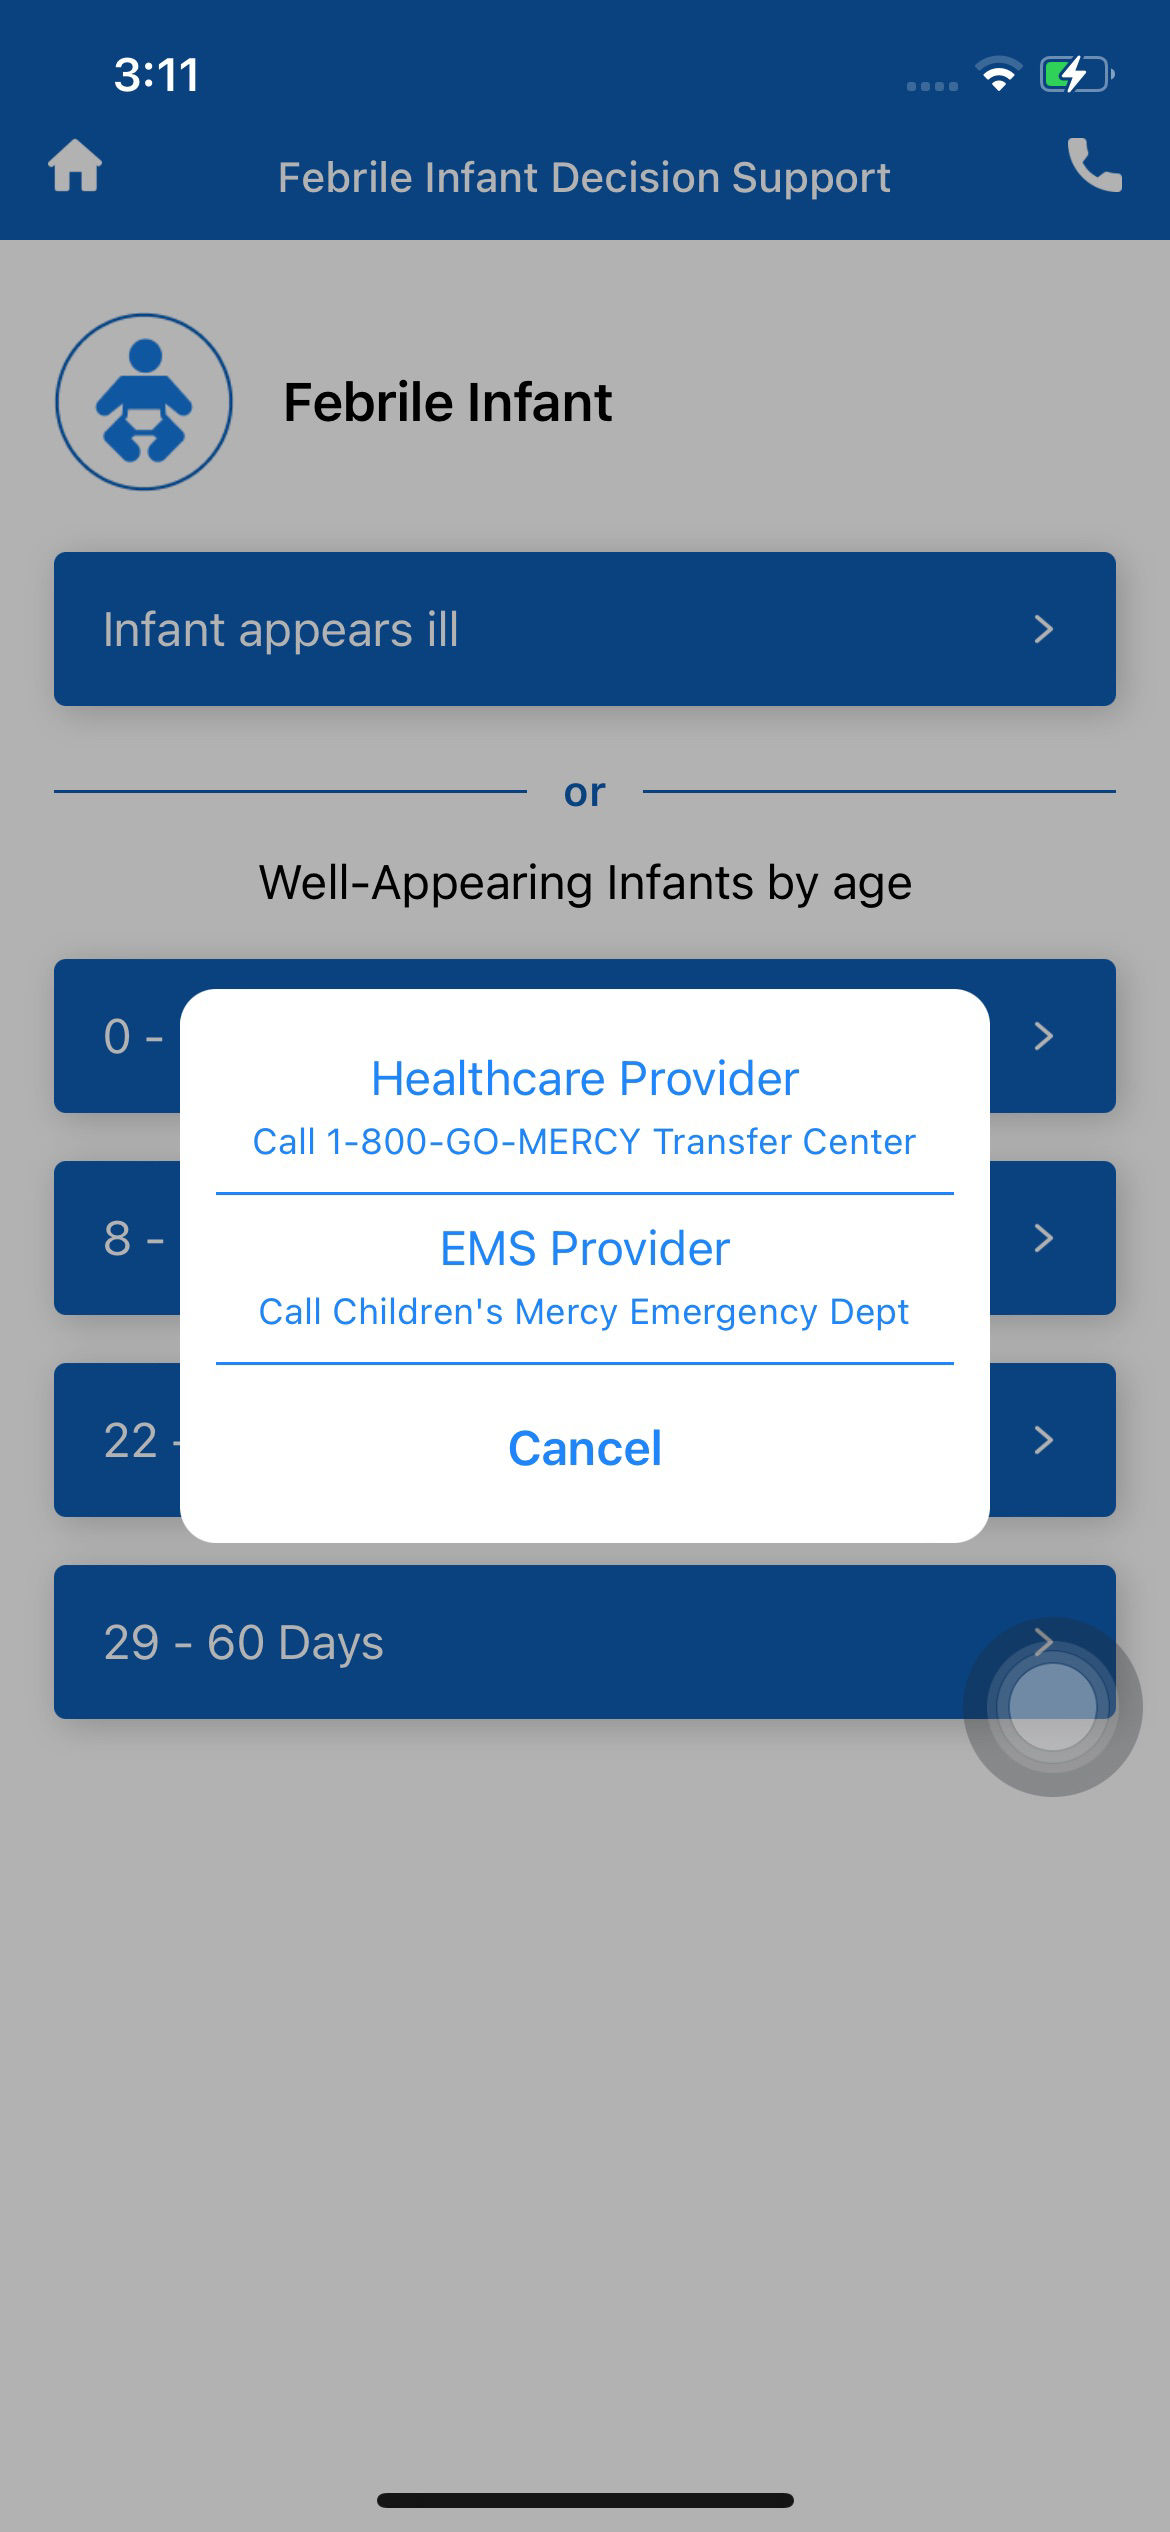 3:11
Febrile Infant Decision Support
Febrile Infant
Infant appears ill
or
Well-Appearing Infants by age
0 -
Healthcare Provider
Call 1-800-GO-MERCY Transfer Center
8 -
EMS Provider
Call Children's Mercy Emergency Dept
22 -
Cancel
29 - 60 Days